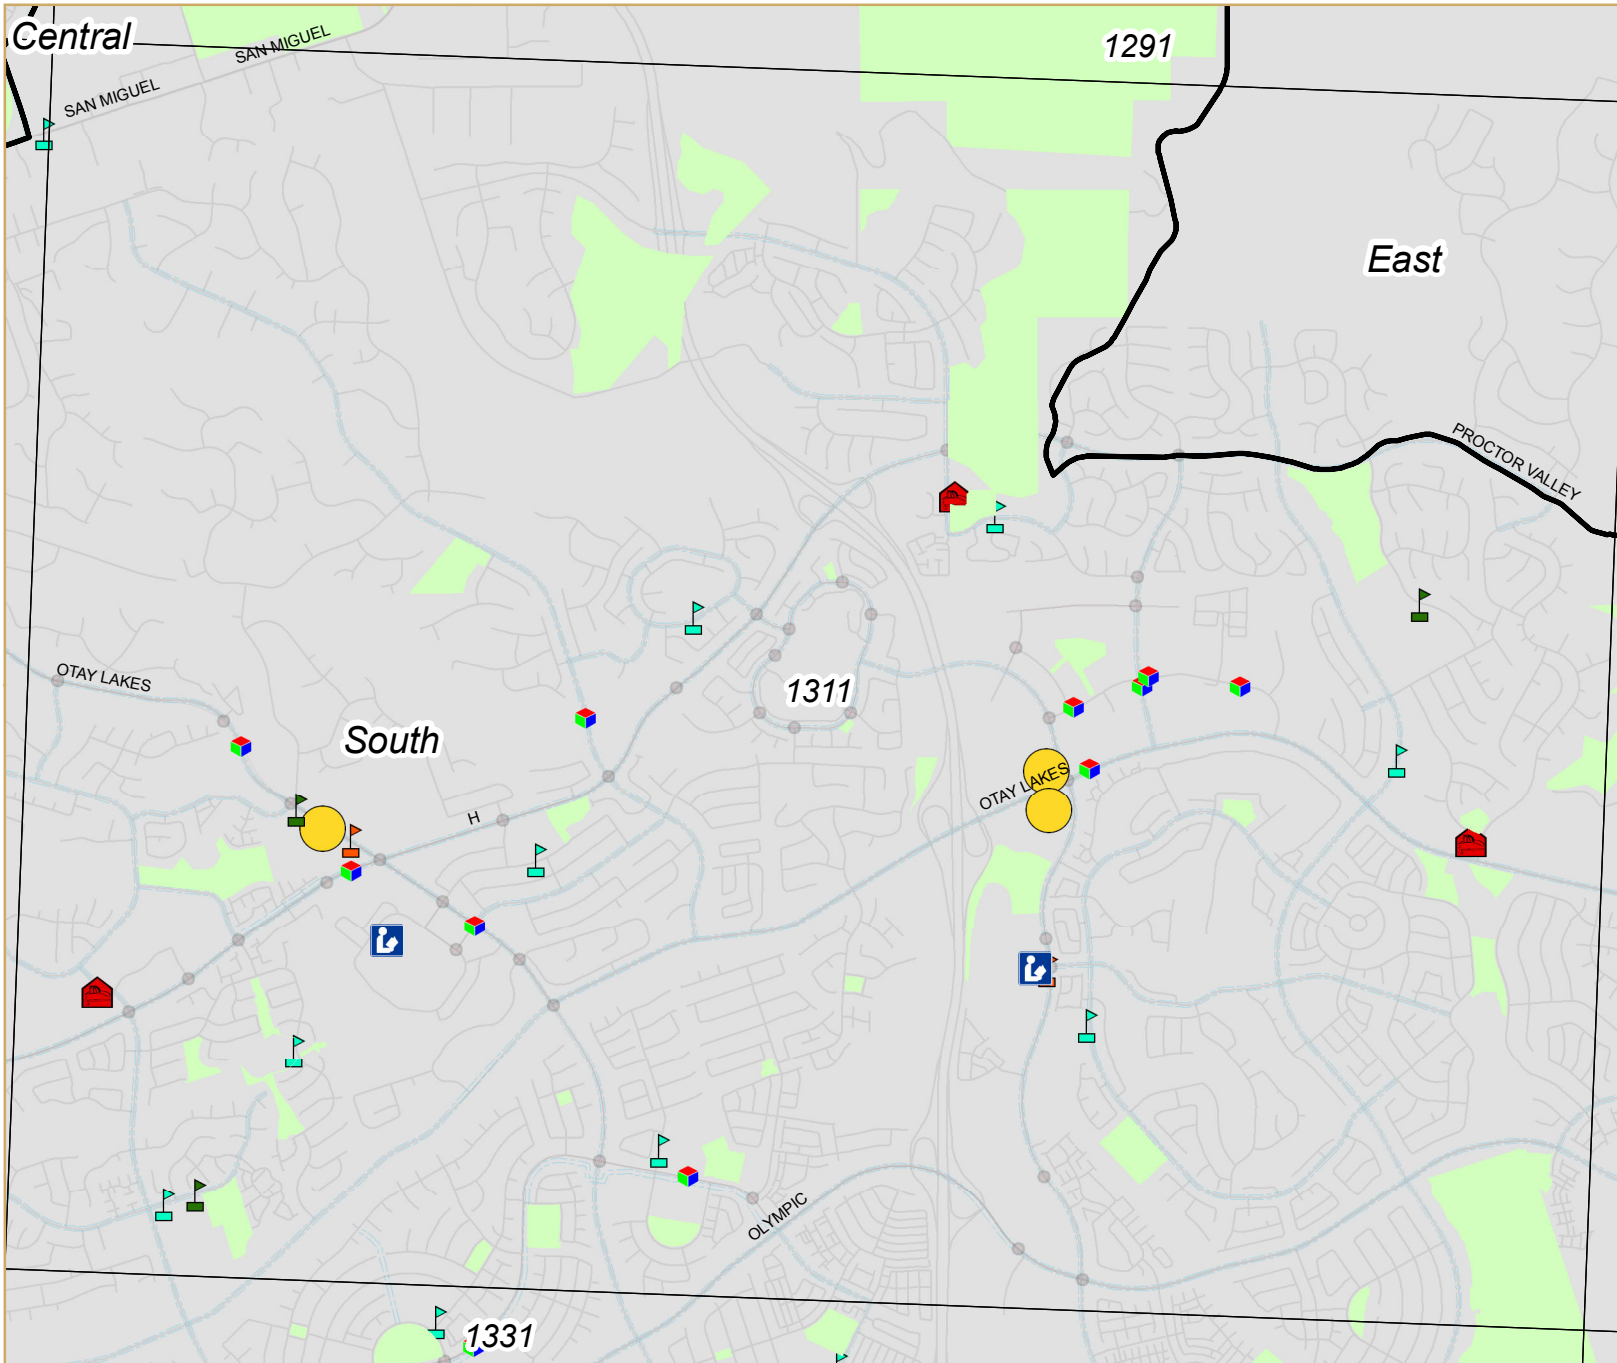 Central
SAN MIGUEL
SAN MIGUEL
1291
East
PROCTOR VALLEY
OTAY LAKES
1311
South
OTAY LAKES
H
OLYMPIC
1331